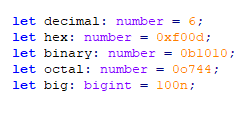 let decimal: number = 6;
let hex: number = 0xf00d;
let binary: number = 0b1010;
let octal: number = 0o744;
let big: bigint = 100n;